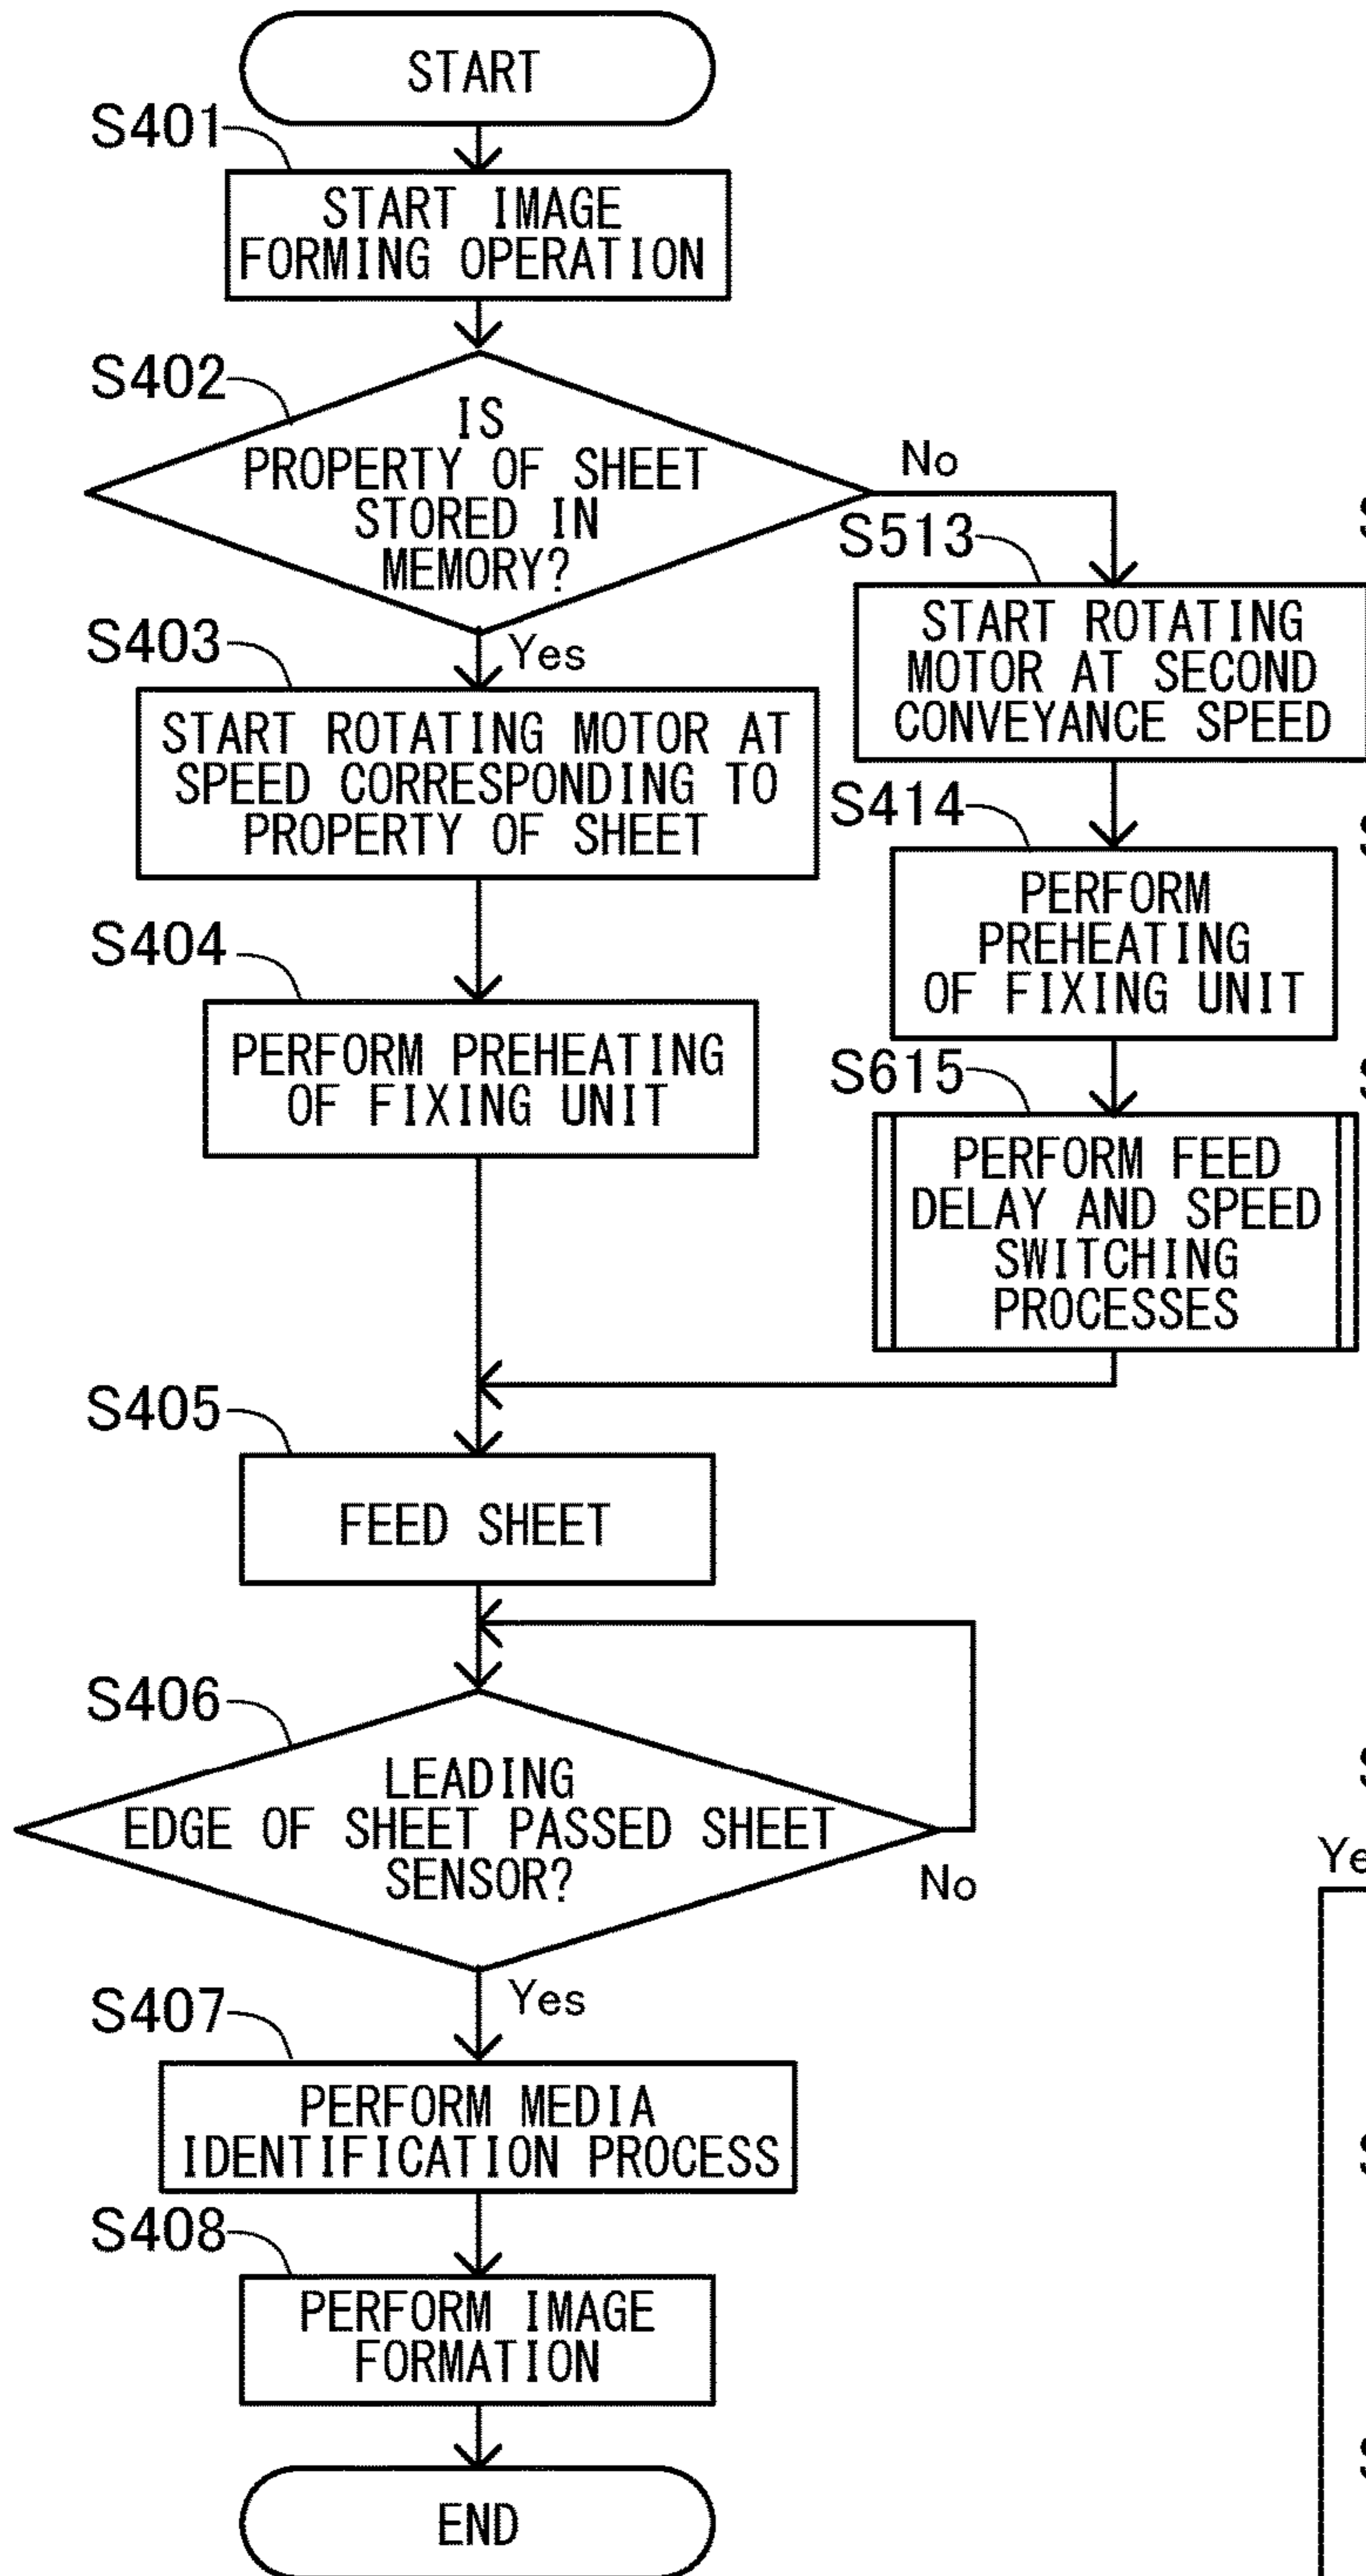 START
S401
START IMAGE
FORMING OPERATION
S402
IS
PROPERTY OF SHEET
STORED IN
MEMORY?
No
Yes
S513
START ROTATING
MOTOR AT SECOND
CONVEYANCE SPEED
S403
START ROTATING MOTOR AT
SPEED CORRESPONDING TO
PROPERTY OF SHEET
S414
PERFORM
PREHEATING
OF FIXING UNIT
S404
PERFORM PREHEATING
OF FIXING UNIT
S615
PERFORM FEED
DELAY AND SPEED
SWITCHING
PROCESSES
S405
FEED SHEET
S406
LEADING
EDGE OF SHEET PASSED SHEET
SENSOR?
No
Yes
S407
PERFORM MEDIA
IDENTIFICATION PROCESS
S408
PERFORM IMAGE
FORMATION
END